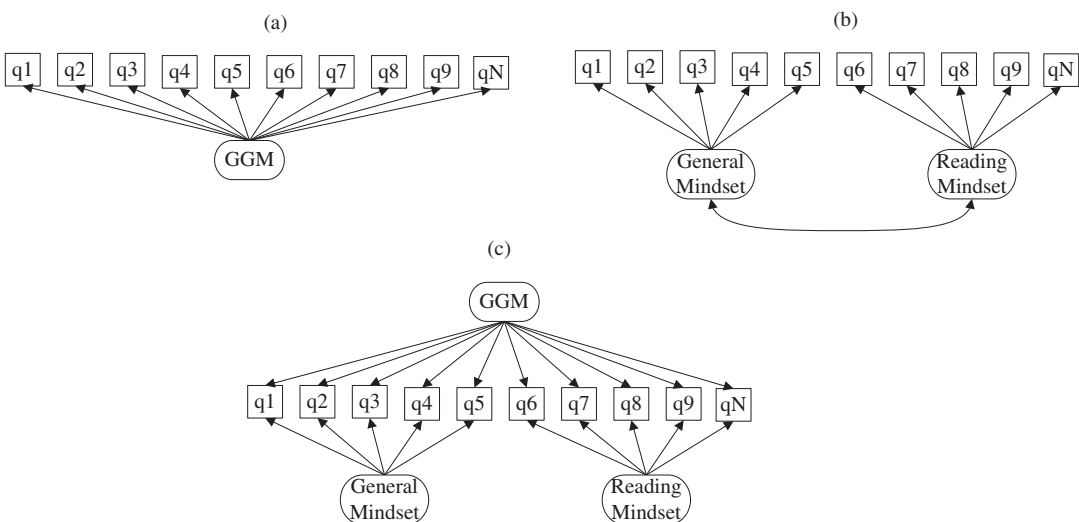 (a)
q1 q2 q3 q4 q5 q6 q7 q8 q9 qN
GGM
(b)
q1 q2 q3 q4 q5 q6 q7 q8 q9 qN
General
Mindset
Reading
Mindset
(c)
GGM
q1 q2 q3 q4 q5 q6 q7 q8 q9 qN
General
Mindset
Reading
Mindset